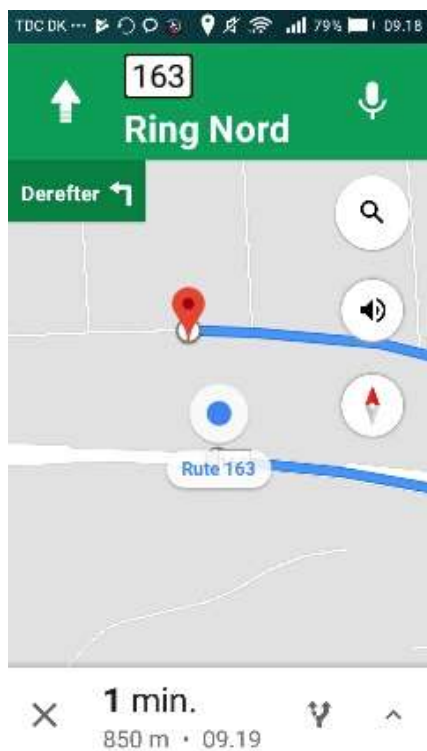 TDC DK ··· 79% 09.18
163
Ring Nord
Derefter
Rute 163
1 min.
850 m · 09.19